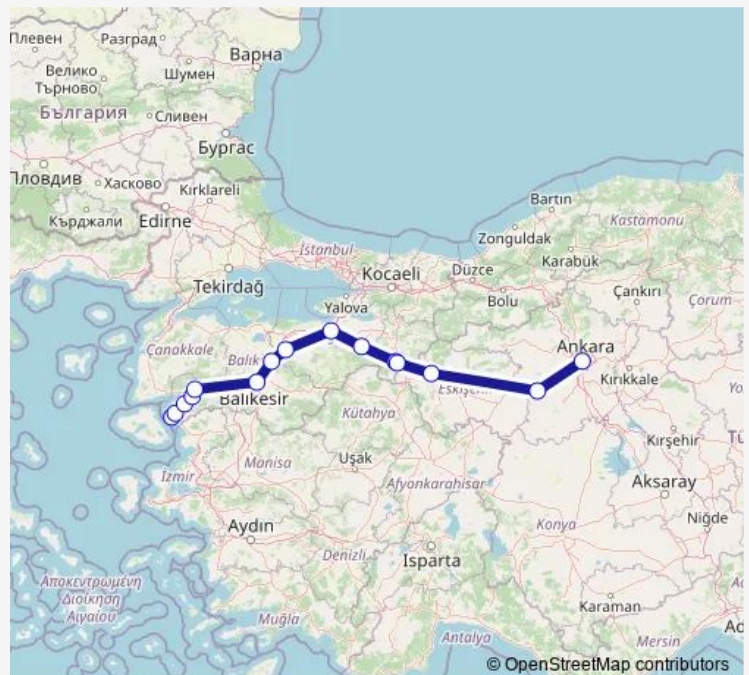 Плевен
Разград
Варна
Велико
Търново
Шумен
България
Сливен
Бургас
Пловдив
Хасково
Kırklareli
Кърджали
Edirne
Bartın
Zonguldak
Kastamonu
İstanbul
Karabük
Tekirdağ
Kocaeli
Düzce
Yalova
Bolu
Çankırı
Çorum
Çanakkale
Balık
Ankara
Kırıkkale
Balıkesir
Eskişehir
Kütahya
Kırşehir
Uşak
İzmir
Manisa
Afyonkarahisar
Aksaray
Niğde
Aydın
Konya
Denizli
Isparta
Αποκεντρωμένη
Διοίκηση
Αιγαίου
Karaman
Muğla
Antalya
Mersin
© OpenStreetMap contributors